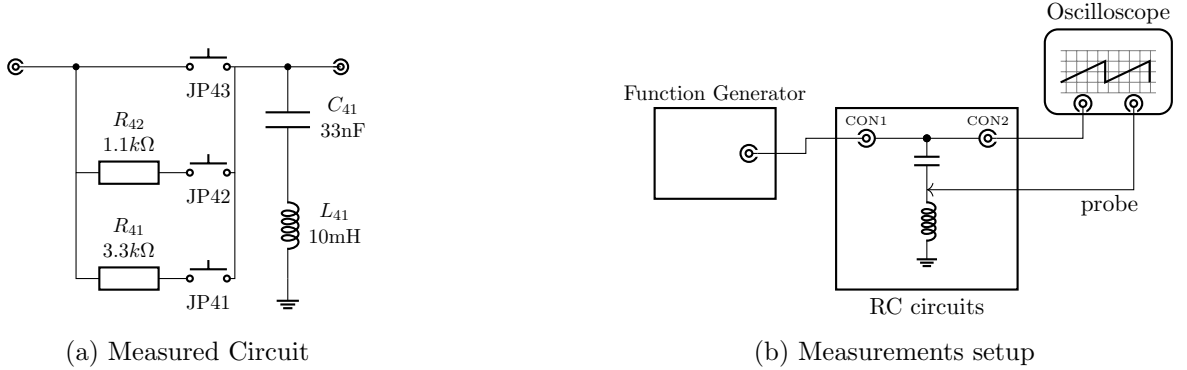 JP43
C41
33nF
R42
1.1kΩ
JP42
R41
3.3kΩ
JP41
L41
10mH
(a) Measured Circuit
Oscilloscope
Function Generator
CON1
CON2
probe
RC circuits
(b) Measurements setup